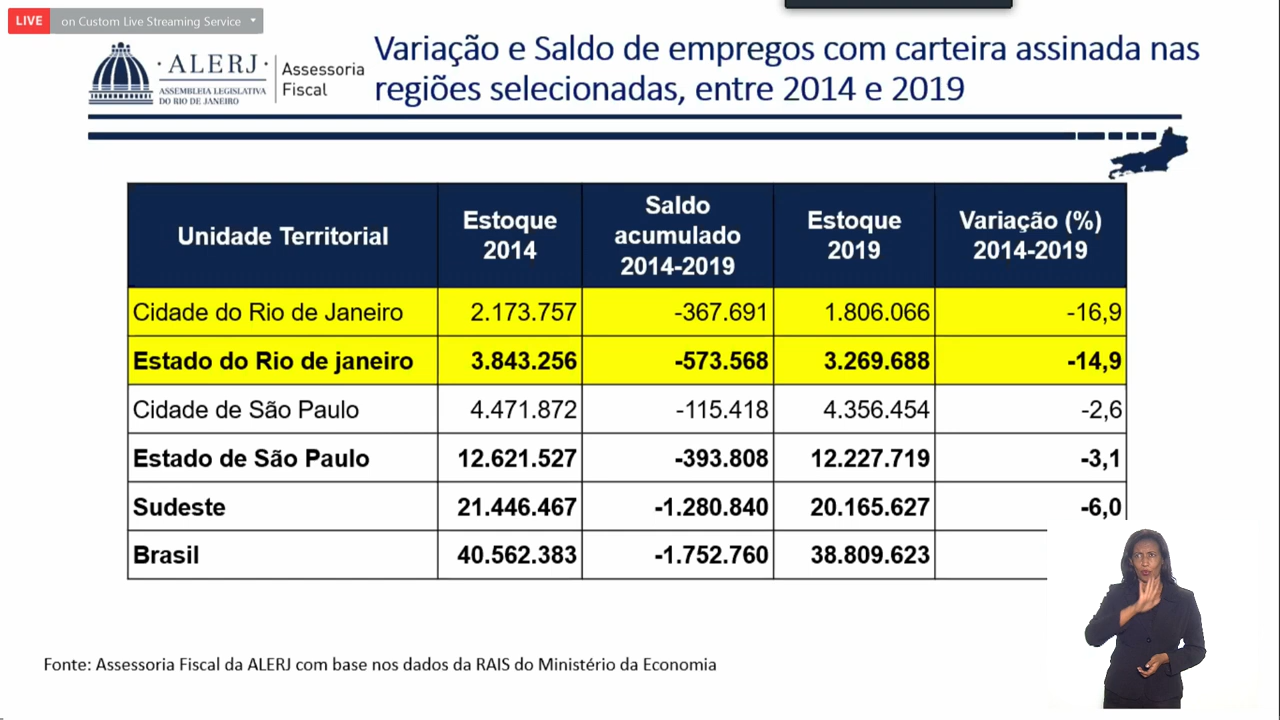 LIVE on Custom Live Streaming Service
· ALERJ ·
ASSEMBLEIA LEGISLATIVA
DO RIO DE JANEIRO
Assessoria
Fiscal
Variação e Saldo de empregos com carteira assinada nas
regiões selecionadas, entre 2014 e 2019
Unidade Territorial
Estoque
2014
Saldo
acumulado
2014-2019
Estoque
2019
Variação (%)
2014-2019
Cidade do Rio de Janeiro 2.173.757 -367.691 1.806.066 -16,9
Estado do Rio de janeiro 3.843.256 -573.568 3.269.688 -14,9
Cidade de São Paulo 4.471.872 -115.418 4.356.454 -2,6
Estado de São Paulo 12.621.527 -393.808 12.227.719 -3,1
Sudeste 21.446.467 -1.280.840 20.165.627 -6,0
Brasil 40.562.383 -1.752.760 38.809.623
Fonte: Assessoria Fiscal da ALERJ com base nos dados da RAIS do Ministério da Economia